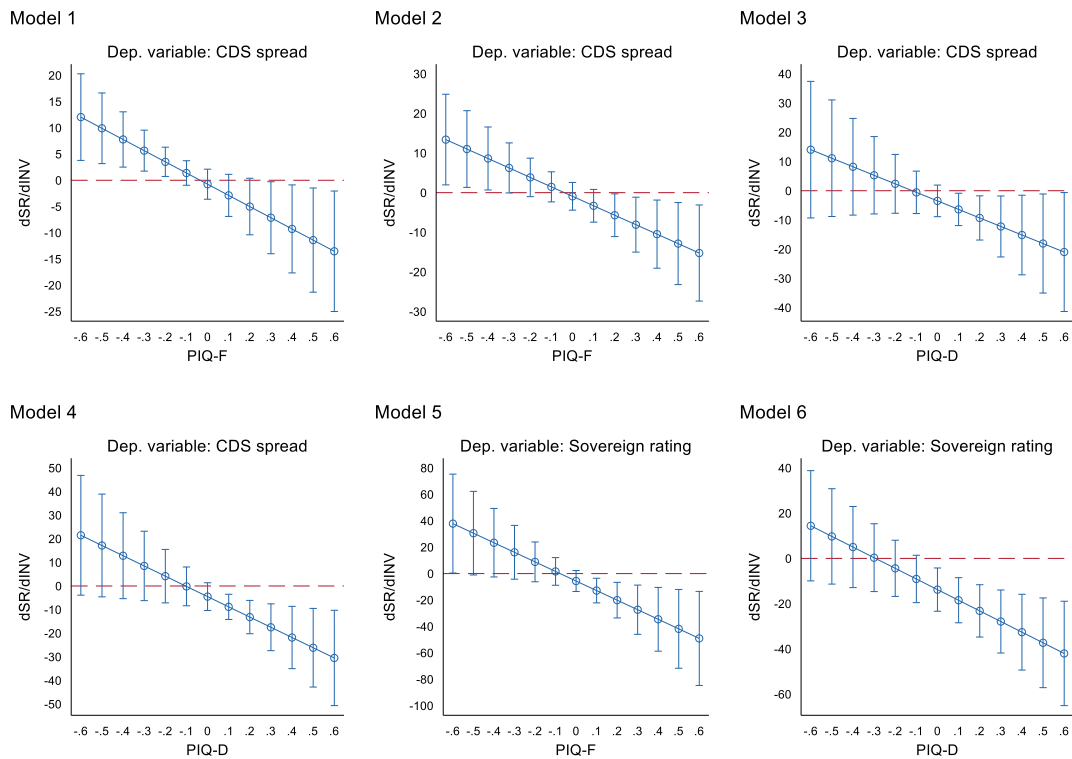 Model 1
Dep. variable: CDS spread
20
15
10
5
0
-5
-10
-15
-20
-25
dSR/dINV
-.6 -.5 -.4 -.3 -.2 -.1 0 .1 .2 .3 .4 .5 .6
PIQ-F
Model 2
Dep. variable: CDS spread
30
20
10
0
-10
-20
-30
dSR/dINV
-.6 -.5 -.4 -.3 -.2 -.1 0 .1 .2 .3 .4 .5 .6
PIQ-F
Model 3
Dep. variable: CDS spread
40
30
20
10
0
-10
-20
-30
-40
dSR/dINV
-.6 -.5 -.4 -.3 -.2 -.1 0 .1 .2 .3 .4 .5 .6
PIQ-D
Model 4
Dep. variable: CDS spread
50
40
30
20
10
0
-10
-20
-30
-40
-50
dSR/dINV
-.6 -.5 -.4 -.3 -.2 -.1 0 .1 .2 .3 .4 .5 .6
PIQ-D
Model 5
Dep. variable: Sovereign rating
80
60
40
20
0
-20
-40
-60
-80
-100
dSR/dINV
-.6 -.5 -.4 -.3 -.2 -.1 0 .1 .2 .3 .4 .5 .6
PIQ-F
Model 6
Dep. variable: Sovereign rating
40
20
0
-20
-40
-60
dSR/dINV
-.6 -.5 -.4 -.3 -.2 -.1 0 .1 .2 .3 .4 .5 .6
PIQ-D